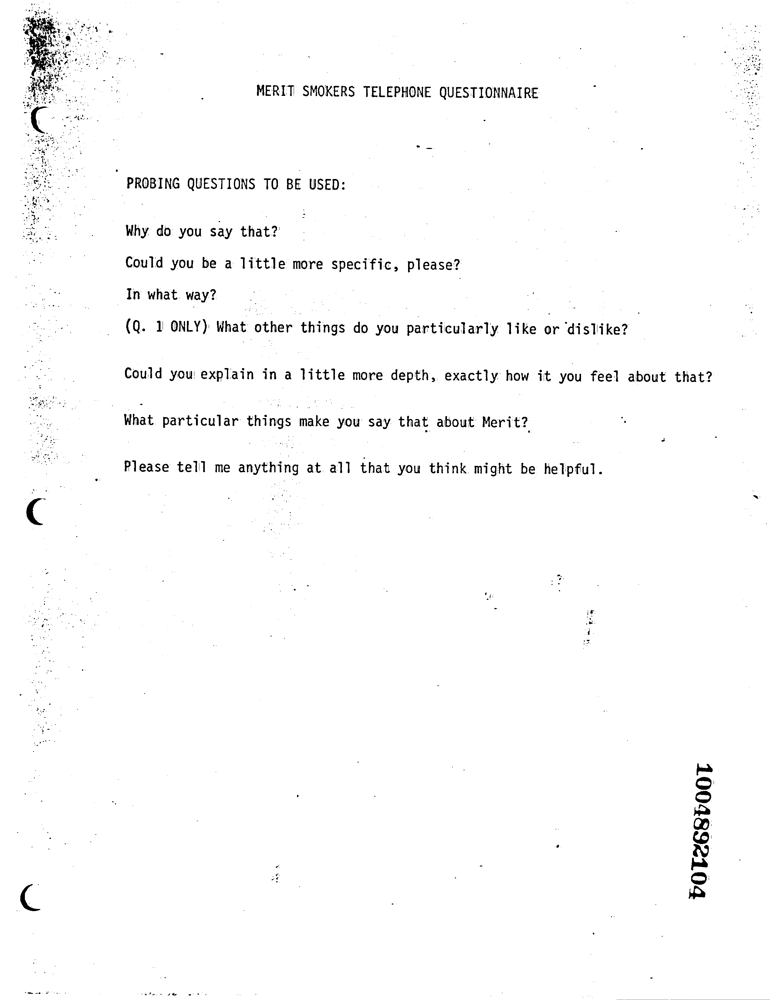 MERIT SMOKERS TELEPHONE QUESTIONNAIRE
PROBING QUESTIONS TO BE USED:
Why do you say that?
Could you be a little more specific, please?
In what way?
(Q. 1 ONLY) What other things do you particularly like or dislike?
Could you explain in a little more depth, exactly how it you feel about that?
What particular things make you say that about Merit?
Please tell me anything at all that you think might be helpful.
1004892104